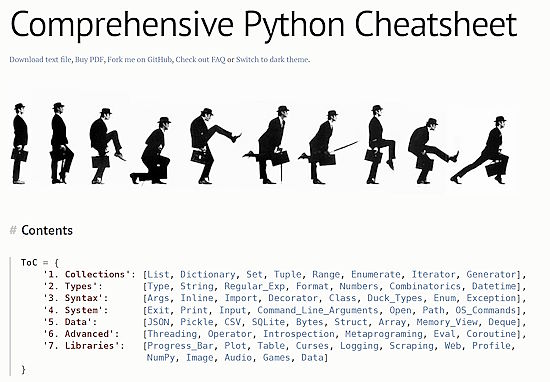 Comprehensive Python Cheatsheet
Download text file, Buy PDF, Fork me on GitHub, Check out FAQ or Switch to dark theme.
# Contents
ToC = {
    '1. Collections': [List, Dictionary, Set, Tuple, Range, Enumerate, Iterator, Generator],
    '2. Types':       [Type, String, Regular_Exp, Format, Numbers, Combinatorics, Datetime],
    '3. Syntax':      [Args, Inline, Import, Decorator, Class, Duck_Types, Enum, Exception],
    '4. System':      [Exit, Print, Input, Command_Line_Arguments, Open, Path, OS_Commands],
    '5. Data':        [JSON, Pickle, CSV, SQLite, Bytes, Struct, Array, Memory_View, Deque],
    '6. Advanced':    [Threading, Operator, Introspection, Metaprograming, Eval, Coroutine],
    '7. Libraries':   [Progress_Bar, Plot, Table, Curses, Logging, Scraping, Web, Profile,
                       NumPy, Image, Audio, Games, Data]
}